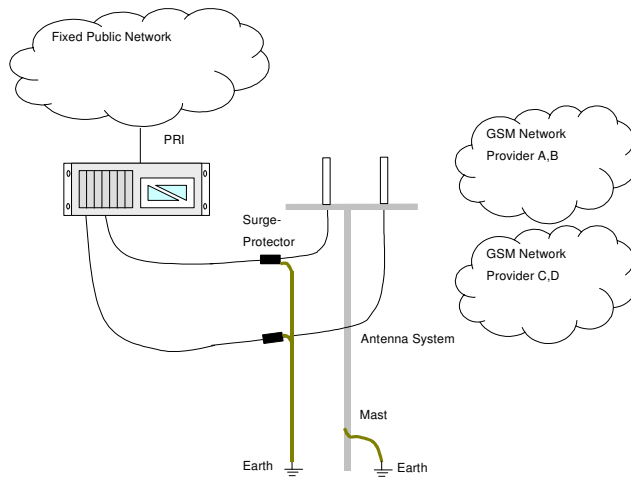 Fixed Public Network
PRI
GSM Network
Provider A,B
Surge-
Protector
GSM Network
Provider C,D
Antenna System
Mast
Earth
Earth